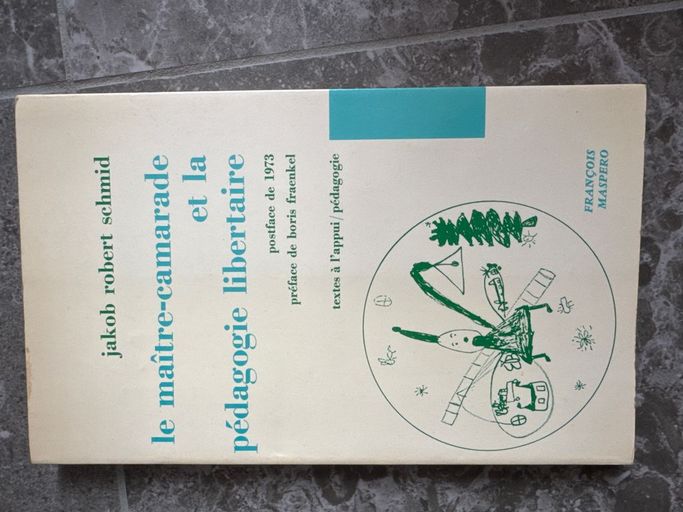 jakob robert schmid
le maître-camarade
et la
pédagogie libertaire
postface de 1973
préface de boris fraenkel
textes à l'appui/pédagogie
FRANÇOIS
MASPERO